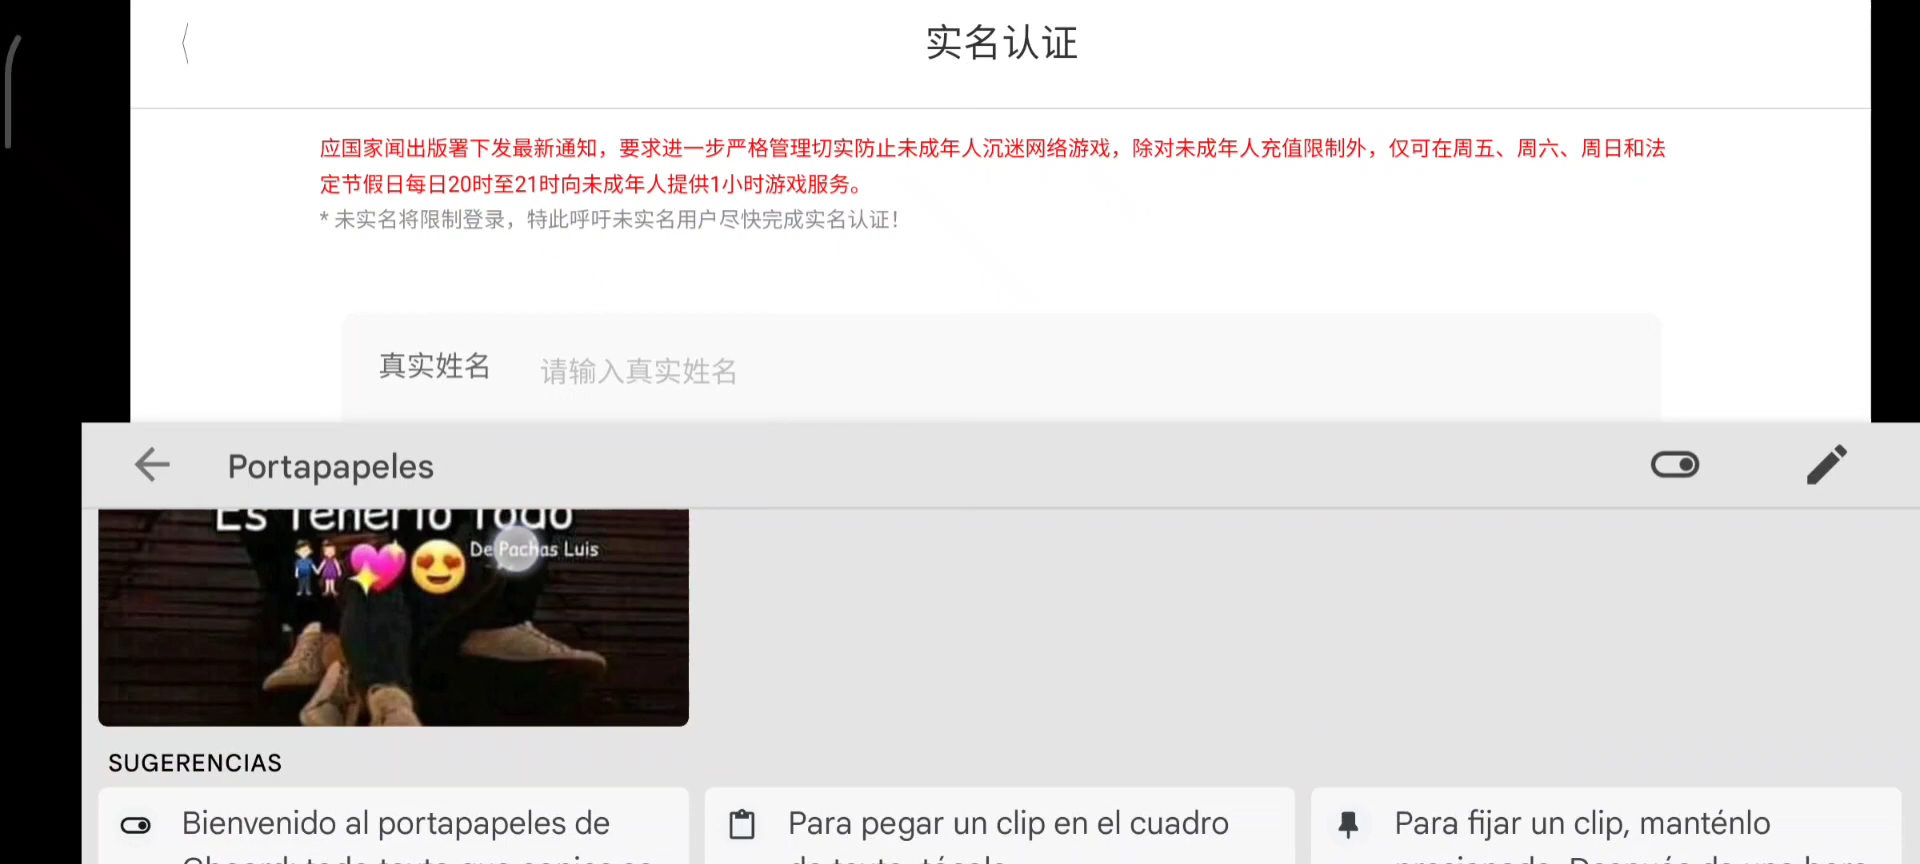 实名认证
应国家闻出版署下发最新通知，要求进一步严格管理切实防止未成年人沉迷网络游戏，除对未成年人充值限制外，仅可在周五、周六、周日和法
定节假日每日20时至21时向未成年人提供1小时游戏服务。
* 未实名将限制登录，特此呼吁未实名用户尽快完成实名认证！
真实姓名 请输入真实姓名
Portapapeles
Es Tenerlo Todo
De Pachas Luis
SUGERENCIAS
Bienvenido al portapapeles de
Para pegar un clip en el cuadro
Para fijar un clip, manténlo